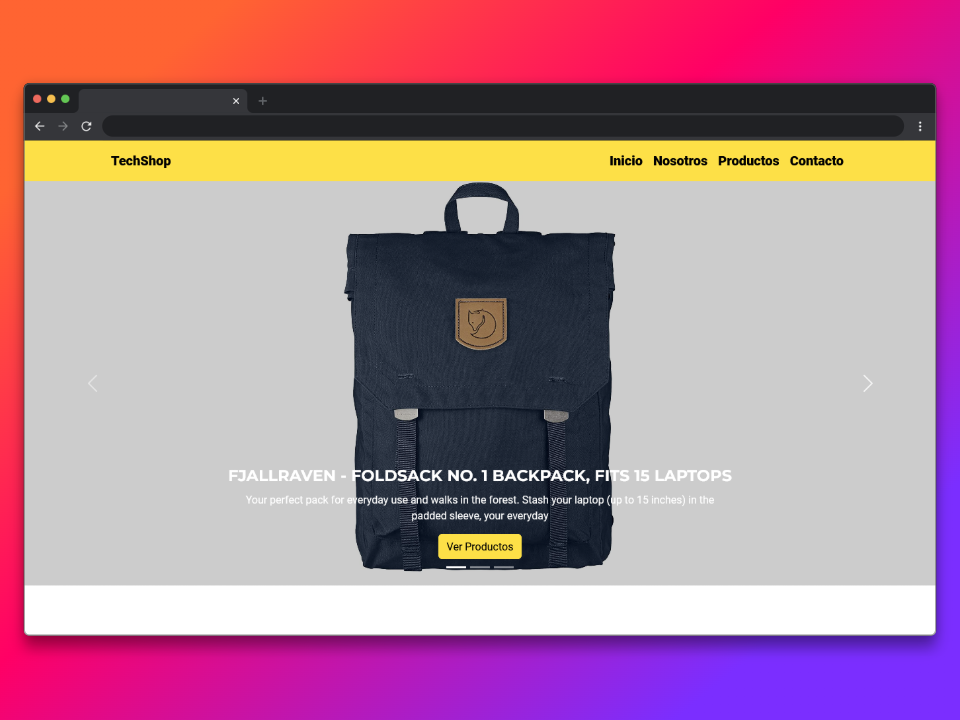 TechShop
Inicio Nosotros Productos Contacto
FJALLRAVEN - FOLDSACK NO. 1 BACKPACK, FITS 15 LAPTOPS
Your perfect pack for everyday use and walks in the forest. Stash your laptop (up to 15 inches) in the
padded sleeve, your everyday
Ver Productos